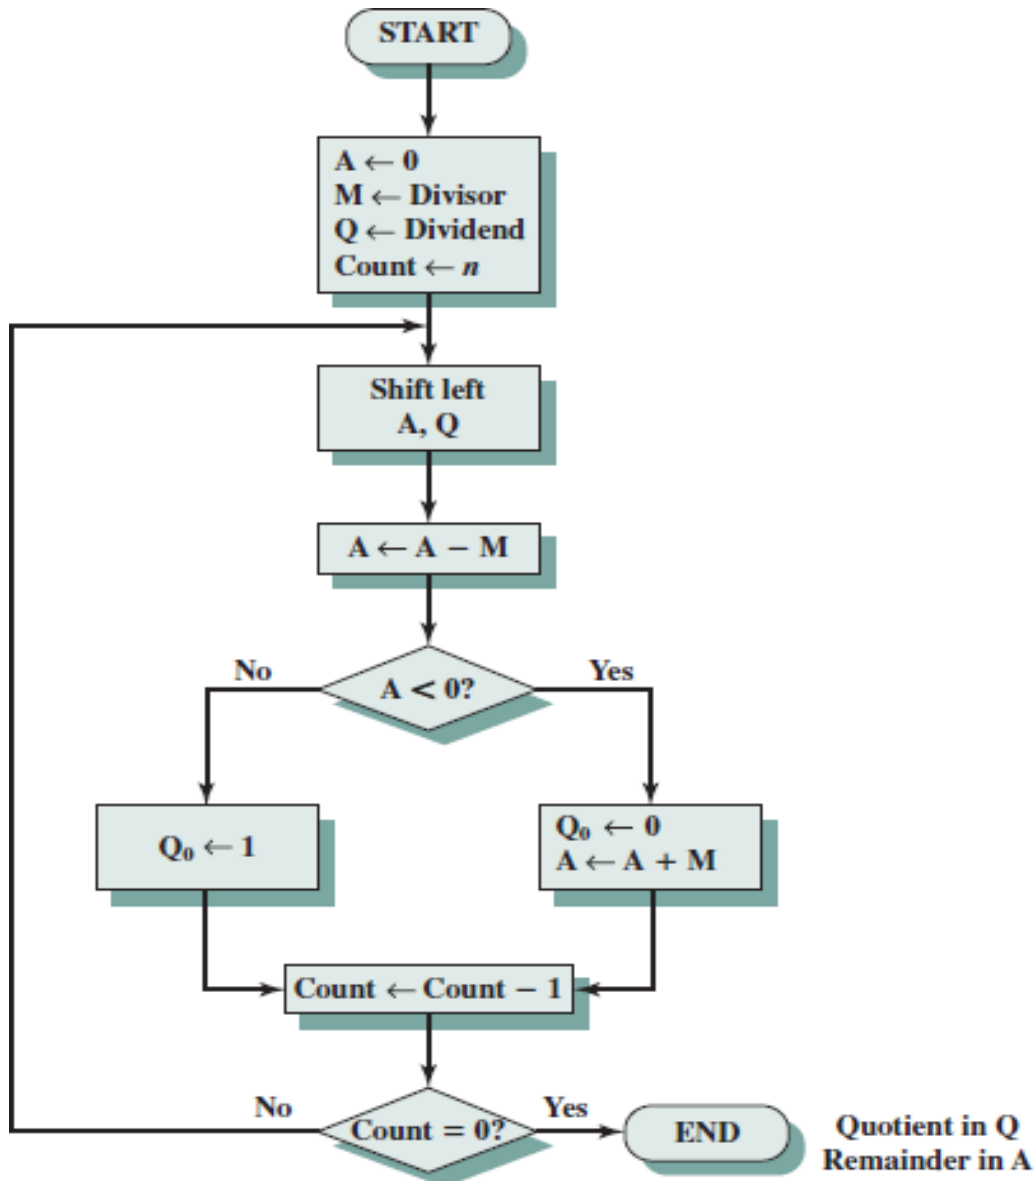 START
A ← 0
M ← Divisor
Q ← Dividend
Count ← n
Shift left
A, Q
A ← A − M
No
A < 0?
Yes
Q₀ ← 1
Q₀ ← 0
A ← A + M
Count ← Count − 1
No
Count = 0?
Yes
END
Quotient in Q
Remainder in A